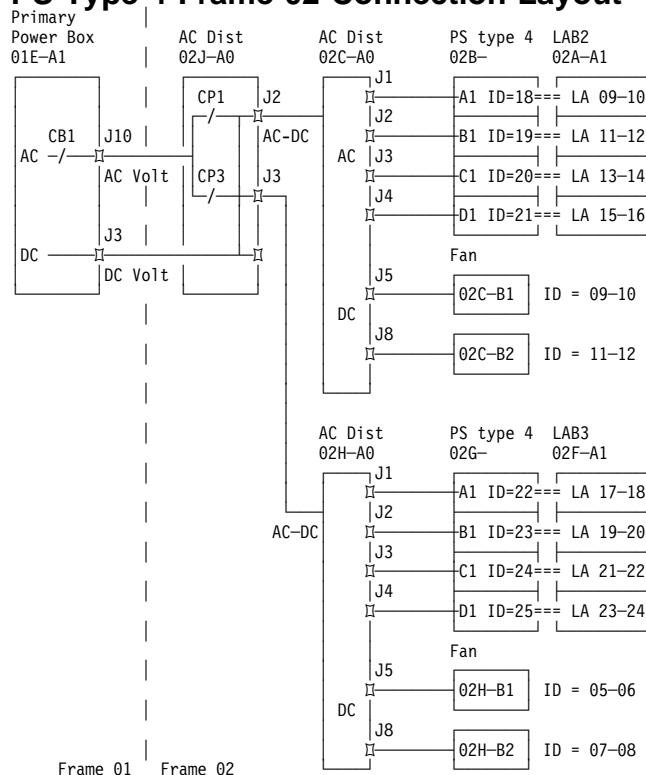 PS Type 4 Frame 02 Connection Layout
Primary
Power Box AC Dist AC Dist PS type 4 LAB2
01E—A1 02J—A0 02C—A0 02B— 02A—A1
J1
CP1 J2 A1 ID=18=== LA 09—10
J2
CB1 J10 AC-DC B1 ID=19=== LA 11—12
AC AC J3
AC Volt CP3 J3 C1 ID=20=== LA 13—14
J4
D1 ID=21=== LA 15—16
J3 Fan
DC
DC Volt J5
02C—B1 ID = 09—10
DC
J8
02C—B2 ID = 11—12
AC Dist PS type 4 LAB3
02H—A0 02G— 02F—A1
J1
A1 ID=22=== LA 17—18
J2
AC—DC B1 ID=23=== LA 19—20
J3
C1 ID=24=== LA 21—22
J4
D1 ID=25=== LA 23—24
Fan
J5
02H—B1 ID = 05—06
DC
J8
02H—B2 ID = 07—08
Frame 01 Frame 02